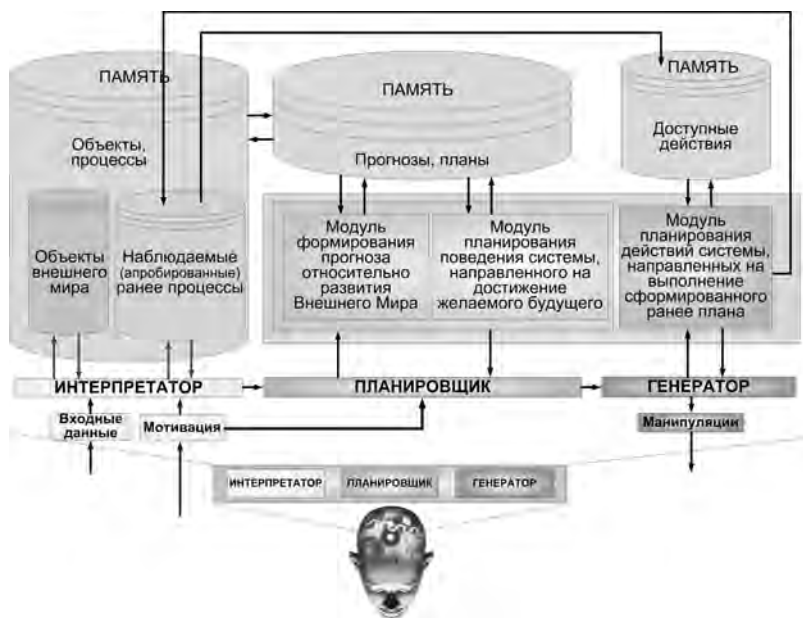 ПАМЯТЬ
Объекты,
процессы
Объекты
внешнего
мира
Наблюдаемые
(апробированные)
ранее процессы
ПАМЯТЬ
Прогнозы, планы
ПАМЯТЬ
Доступные
действия
Модуль
формирования
прогноза
относительно
развития
Внешнего Мира
Модуль
планирования
поведения системы,
направленного на
достижение
желаемого будущего
Модуль
планирования
действий системы,
направленных на
выполнение
сформированного
ранее плана
ИНТЕРПРЕТАТОР
ПЛАНИРОВЩИК
ГЕНЕРАТОР
Входные
данные
Мотивация
Манипуляции
ИНТЕРПРЕТАТОР
ПЛАНИРОВЩИК
ГЕНЕРАТОР